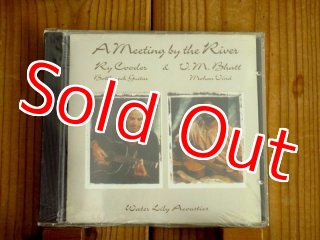 A Meeting by the River
Ry Cooder & V.M. Bhatt
Bottleneck Guitar Mohan Vina
Sold Out
Water Lily Acoustics